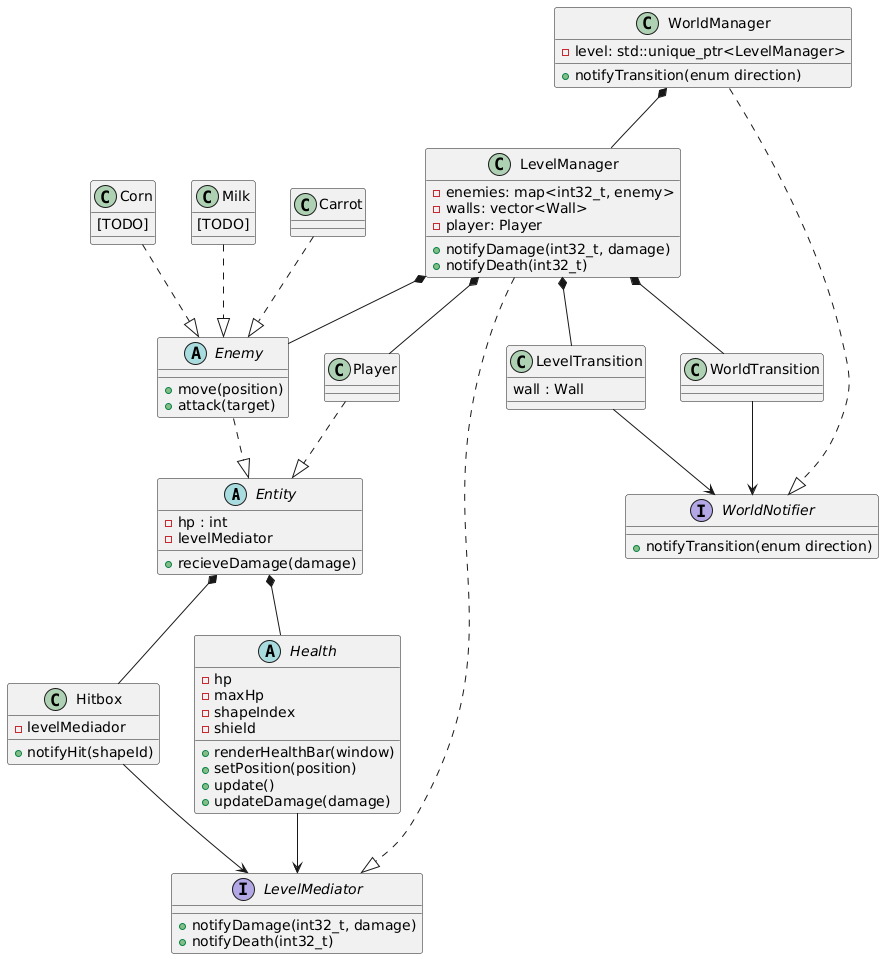 C WorldManager
level: std::unique_ptr<LevelManager>
notifyTransition(enum direction)
C LevelManager
enemies: map<int32_t, enemy>
walls: vector<Wall>
player: Player
notifyDamage(int32_t, damage)
notifyDeath(int32_t)
C Corn
[TODO]
C Milk
[TODO]
C Carrot
A Enemy
move(position)
attack(target)
C Player
C LevelTransition
wall : Wall
C WorldTransition
A Entity
hp : int
levelMediator
recieveDamage(damage)
I WorldNotifier
notifyTransition(enum direction)
C Hitbox
levelMediador
notifyHit(shapeId)
A Health
hp
maxHp
shapeIndex
shield
renderHealthBar(window)
setPosition(position)
update()
updateDamage(damage)
I LevelMediator
notifyDamage(int32_t, damage)
notifyDeath(int32_t)